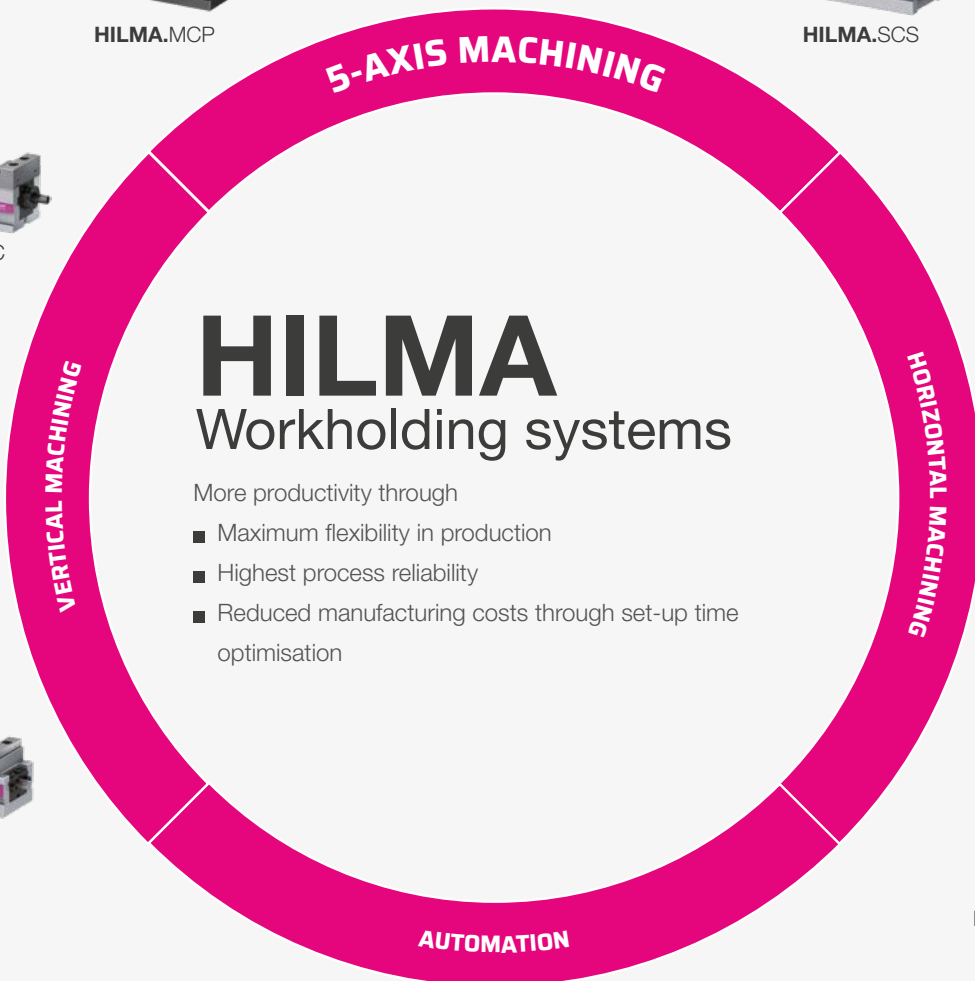 HILMA.MCP
HILMA.SCS
5-AXIS MACHINING
C
VERTICAL MACHINING
HORIZONTAL MACHINING
HILMA
Workholding systems
More productivity through
■ Maximum flexibility in production
■ Highest process reliability
■ Reduced manufacturing costs through set-up time
optimisation
AUTOMATION